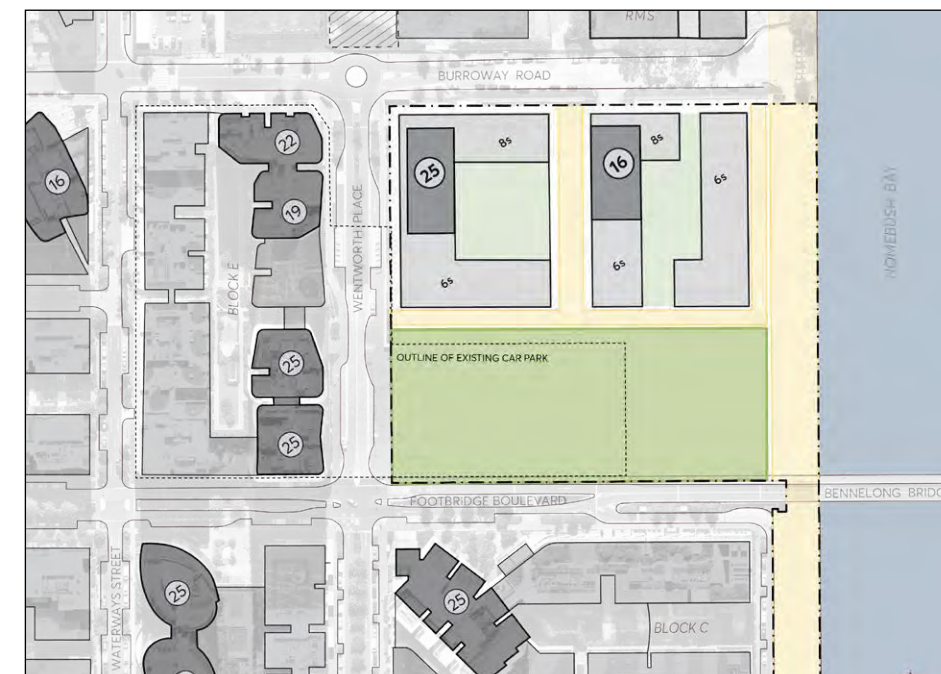 RMS
BURROWAY ROAD
22
8s
8s
25
16
16
6s
19
WENTWORTH PLACE
HOMEBUSH BAY
BLOCK E
6s
6s
OUTLINE OF EXISTING CAR PARK
25
25
FOOTBRIDGE BOULEVARD
BENNELONG BRIDG
WATERWAYS STREET
25
25
BLOCK C